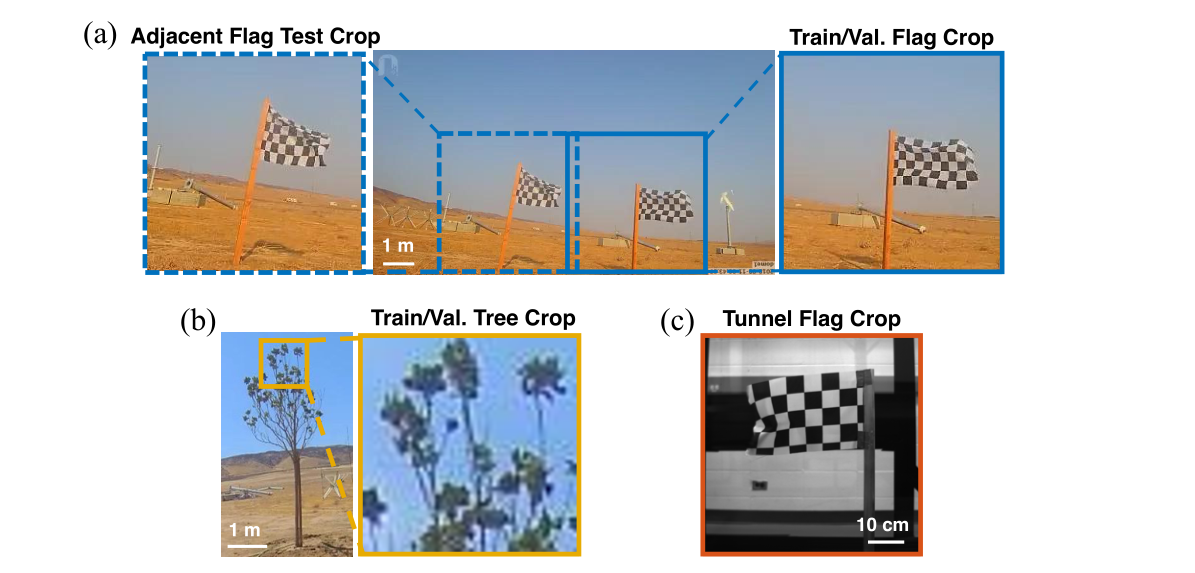 (a) Adjacent Flag Test Crop
Train/Val. Flag Crop
1 m
(b)
Train/Val. Tree Crop
1 m
(c)
Tunnel Flag Crop
10 cm